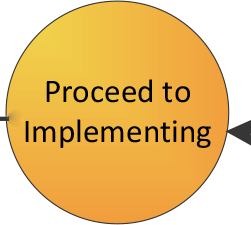 Proceed to
Implementing